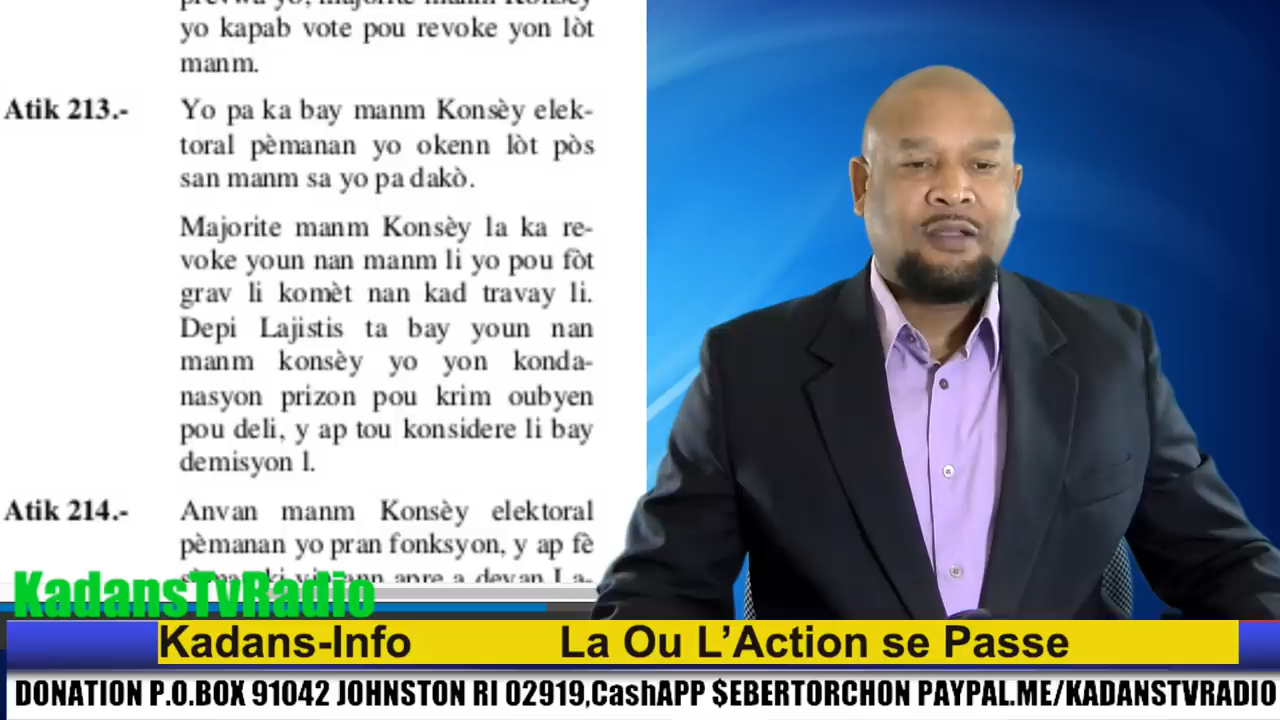 yo kapab vote pou revoke yon lòt
manm.
Atik 213.- Yo pa ka bay manm Konsèy elek-
toral pèmanan yo okenn lòt pòs
san manm sa yo pa dakò.
Majorite manm Konsèy la ka re-
voke youn nan manm li yo pou fòt
grav li komèt nan kad travay li.
Depi Lajistis ta bay youn nan
manm konsèy yo yon konda-
nasyon prizon pou krim oubyen
pou deli, y ap tou konsidere li bay
demisyon l.
Atik 214.- Anvan manm Konsèy elektoral
pèmanan yo pran fonksyon, y ap fè
KadansTvRadio
Kadans-Info La Ou L’Action se Passe
DONATION P.O.BOX 91042 JOHNSTON RI 02919,CashAPP $EBERTORCHON PAYPAL.ME/KADANSTVRADIO